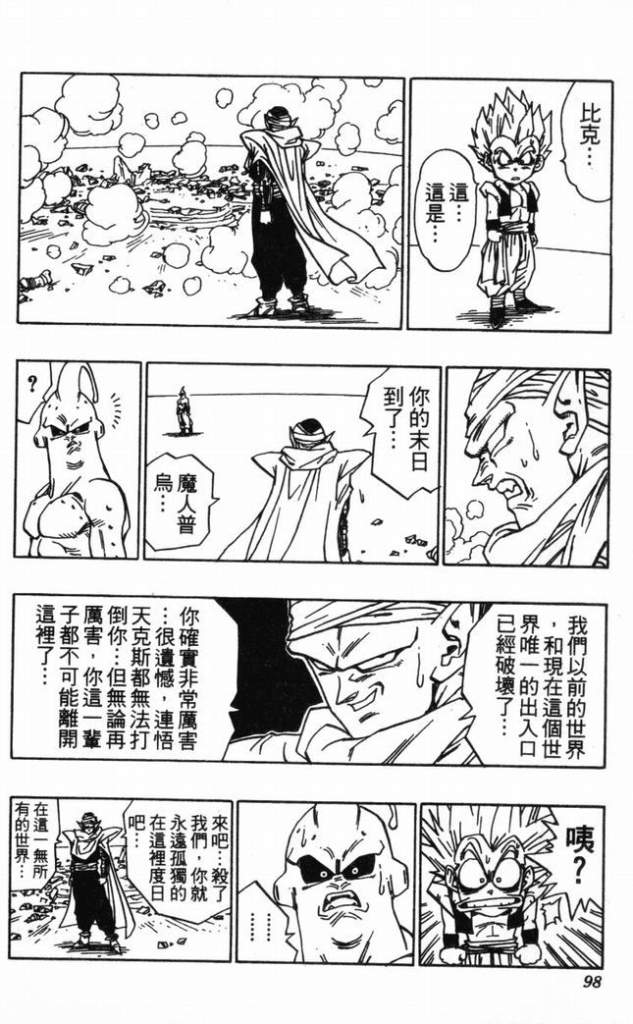 比克…
這…
這是…
你的末日
到了…
魔人普
烏…
?
我們以前的世界
，和現在這個世
界唯一的出入口
已經破壞了…
你確實非常厲害
…很遺憾，連悟
天克斯都無法打
倒你…但無論再
厲害，你這一輩
子都不可能離開
這裡了…
咦?
……
來吧…殺了
我們，你就
永遠孤獨的
在這裡度日
吧…
在這一無所
有的世界…
98